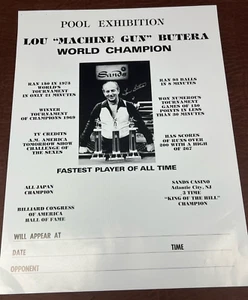 POOL EXHIBITION
LOU "MACHINE GUN" BUTERA
WORLD CHAMPION
RAN 150 IN 1973
WORLD'S
TOURNAMENT
IN ONLY 21 MINUTES
WINNER
TOURNAMENT
OF CHAMPIONS 1969
TV CREDITS
A.M. AMERICA
TOMORROW SHOW
CHALLENGE OF
THE SEXES
Sands
RAN 93 BALLS
IN 9 MINUTES
WON NUMEROUS
TOURNAMENT
GAMES OF 150
POINTS IN LESS
THAN 30 MINUTES
HAS SCORES
OF RUNS OVER
200 WITH A HIGH
OF 267
FASTEST PLAYER OF ALL TIME
ALL JAPAN
CHAMPION
BILLIARD CONGRESS
OF AMERICA
HALL OF FAME
SANDS CASINO
Atlantic City, NJ
3 TIME
"KING OF THE HILL"
CHAMPION
WILL APPEAR AT
DATE
TIME
OPPONENT